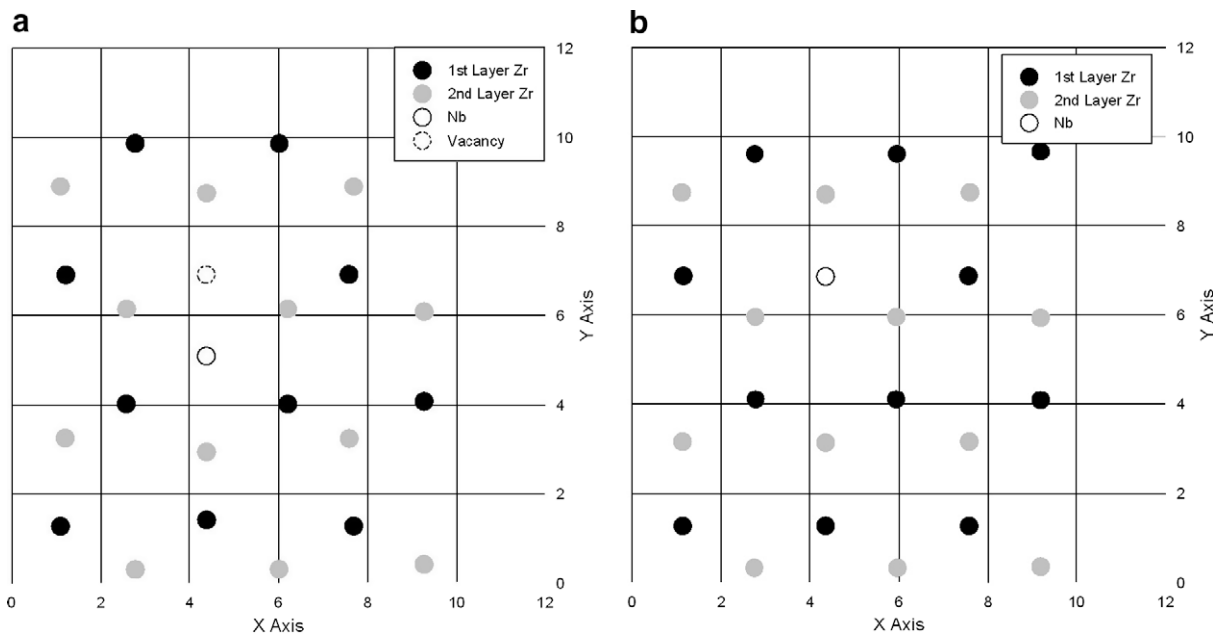 a
12
1st Layer Zr
2nd Layer Zr
Nb
Vacancy
10
8
6
4
2
0
Y Axis
0 2 4 6 8 10 12
X Axis
b
12
1st Layer Zr
2nd Layer Zr
Nb
10
8
6
4
2
0
Y Axis
0 2 4 6 8 10 12
X Axis